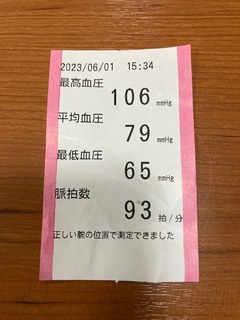 2023/06/01 15:34
最高血圧
106 mmHg
平均血圧
79 mmHg
最低血圧
65 mmHg
脈拍数
93 拍/分
正しい腕の位置で測定できました